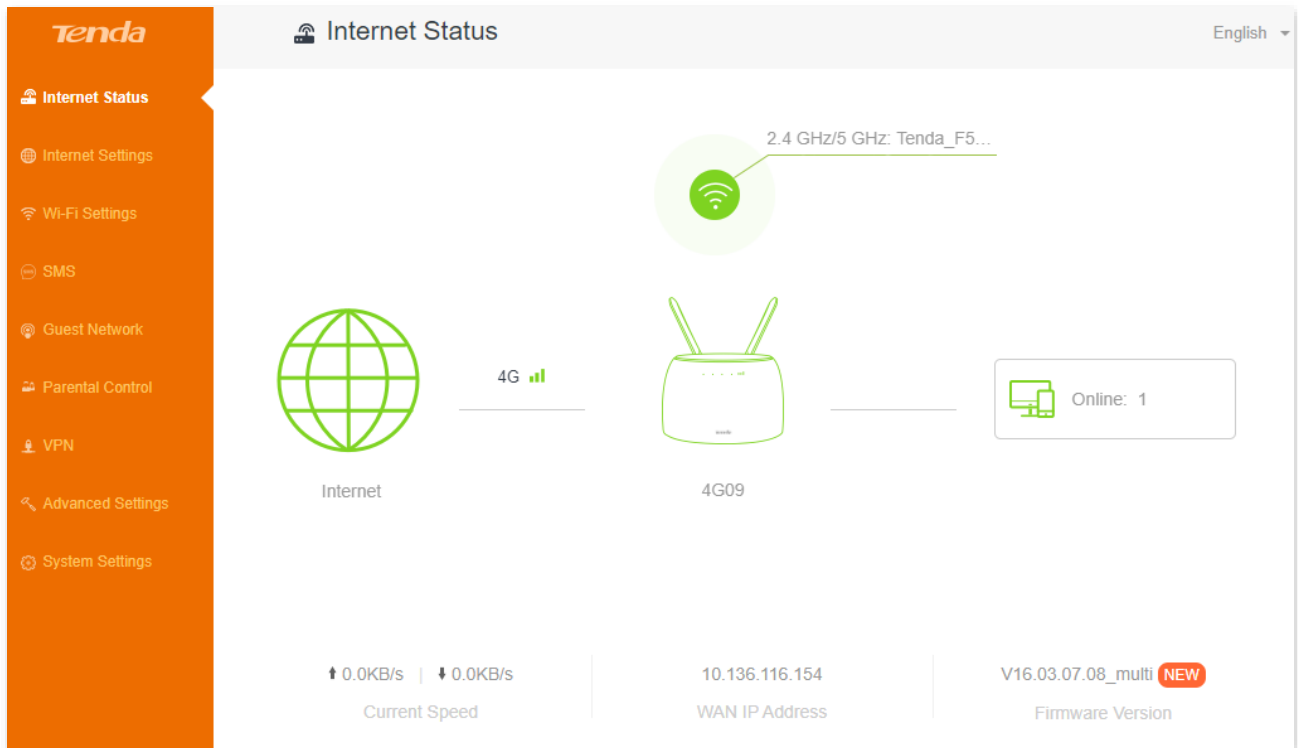 Tenda
Internet Status
English
Internet Status
Internet Settings
Wi-Fi Settings
SMS
Guest Network
Parental Control
VPN
Advanced Settings
System Settings
2.4 GHz/5 GHz: Tenda_F5...
4G
Online: 1
Internet
4G09
0.0KB/s | 0.0KB/s
Current Speed
10.136.116.154
WAN IP Address
V16.03.07.08_multi NEW
Firmware Version